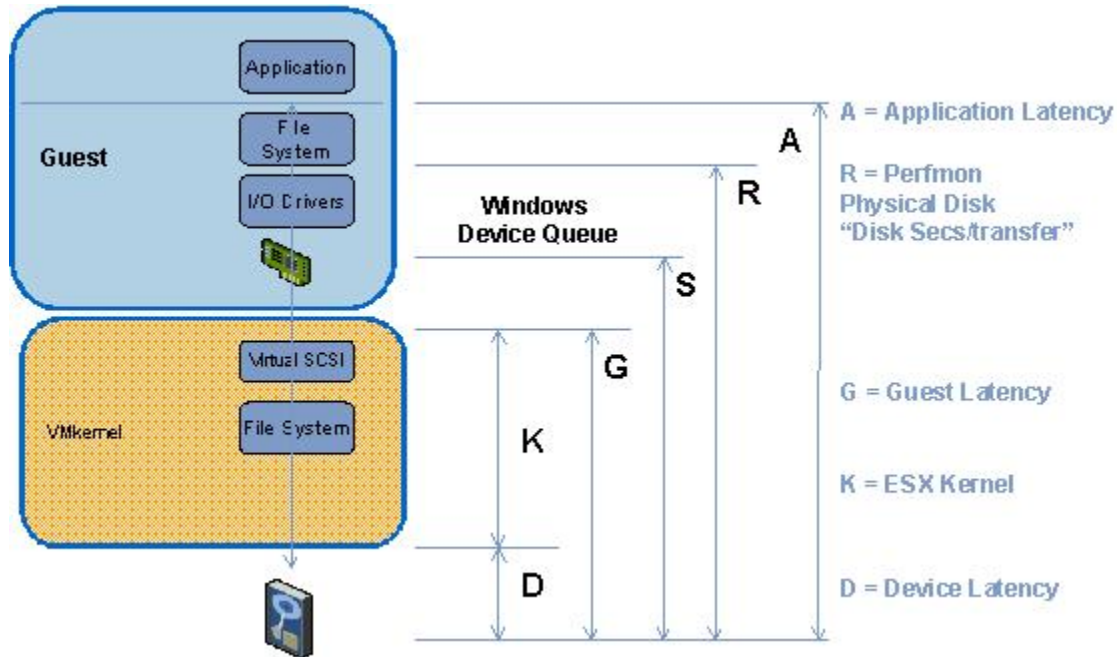 Application
File
System
Guest
I/O Drivers
Windows
Device Queue
Virtual SCSI
VMkernel
File System
A
R
S
G
K
D
A = Application Latency
R = Perfmon
Physical Disk
“Disk Secs/transfer”
G = Guest Latency
K = ESX Kernel
D = Device Latency